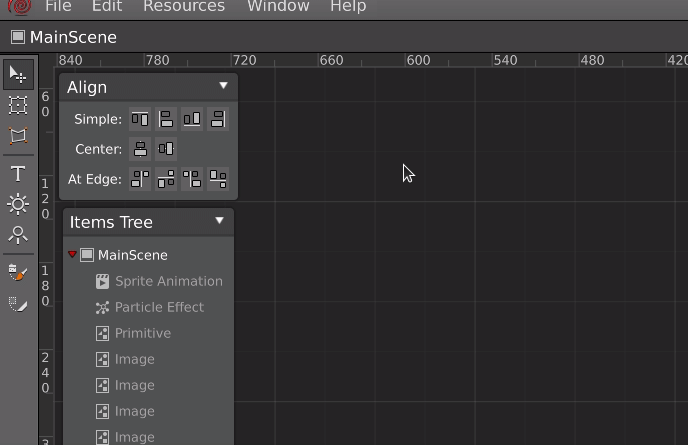 File Edit Resources Window Help
MainScene
840 780 720 660 600 540 480 420
60
120
180
240
3
Align
Simple:
Center:
At Edge:
Items Tree
MainScene
Sprite Animation
Particle Effect
Primitive
Image
Image
Image
Image
T